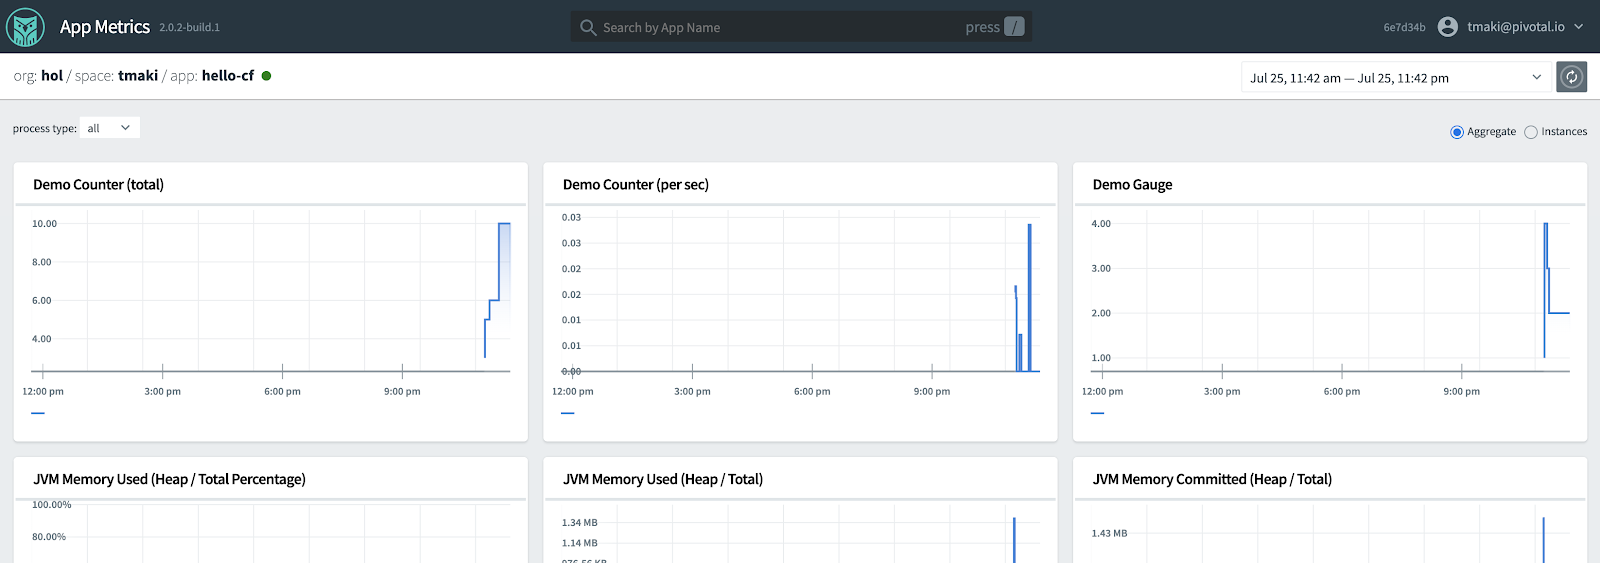 App Metrics 2.0.2-build.1
Search by App Name press /
6e7d34b tmaki@pivotal.io
org: hol / space: tmaki / app: hello-cf
Jul 25, 11:42 am — Jul 25, 11:42 pm
process type: all
Aggregate Instances
Demo Counter (total)
10.00
8.00
6.00
4.00
12:00 pm 3:00 pm 6:00 pm 9:00 pm
Demo Counter (per sec)
0.03
0.03
0.02
0.02
0.01
0.01
0.00
12:00 pm 3:00 pm 6:00 pm 9:00 pm
Demo Gauge
4.00
3.00
2.00
1.00
12:00 pm 3:00 pm 6:00 pm 9:00 pm
JVM Memory Used (Heap / Total Percentage)
100.00%
80.00%
JVM Memory Used (Heap / Total)
1.34 MB
1.14 MB
976.56 KB
JVM Memory Committed (Heap / Total)
1.43 MB